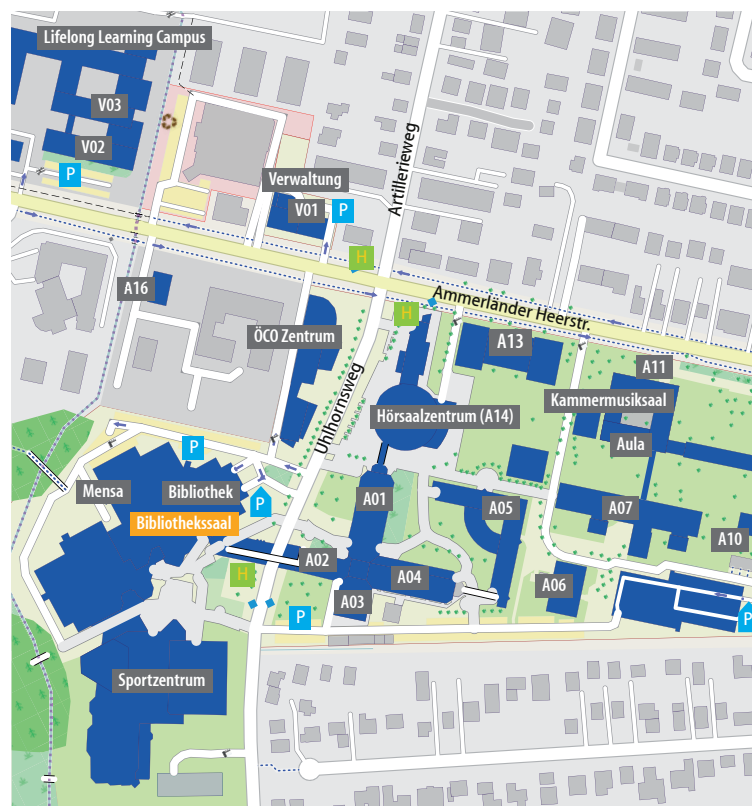 Lifelong Learning Campus
V03
V02
P
Verwaltung
V01
P
Artillerieweg
H
A16
H
Ammerländer Heerstr.
ÖCO Zentrum
A13
A11
Uhlhornsweg
Kammermusiksaal
Hörsaalzentrum (A14)
Aula
P
Mensa
Bibliothek
P
A01
A05
A07
Bibliothekssaal
A10
A02
H
A04
A06
A03
P
P
Sportzentrum